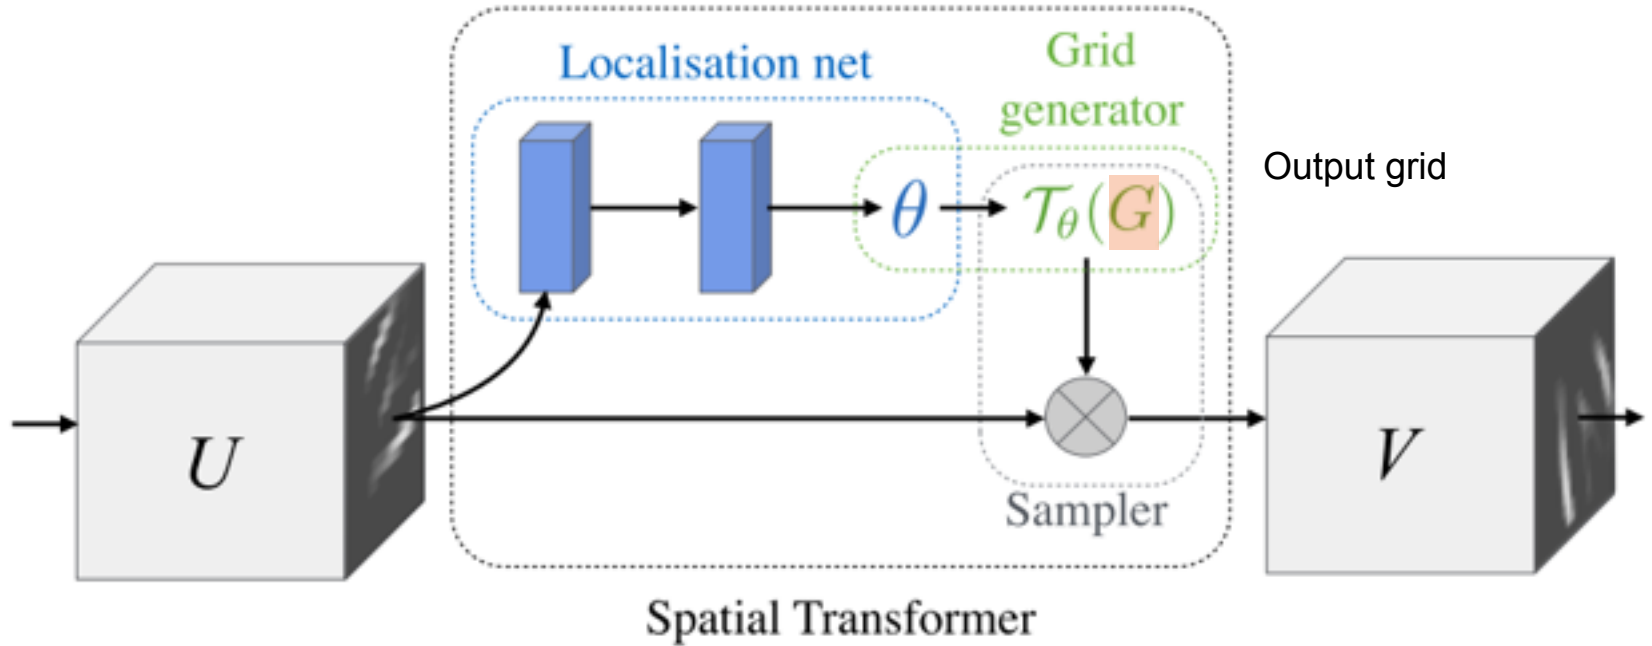 Localisation net
Grid
generator
Output grid
θ
𝒯θ(G)
U
V
Sampler
Spatial Transformer